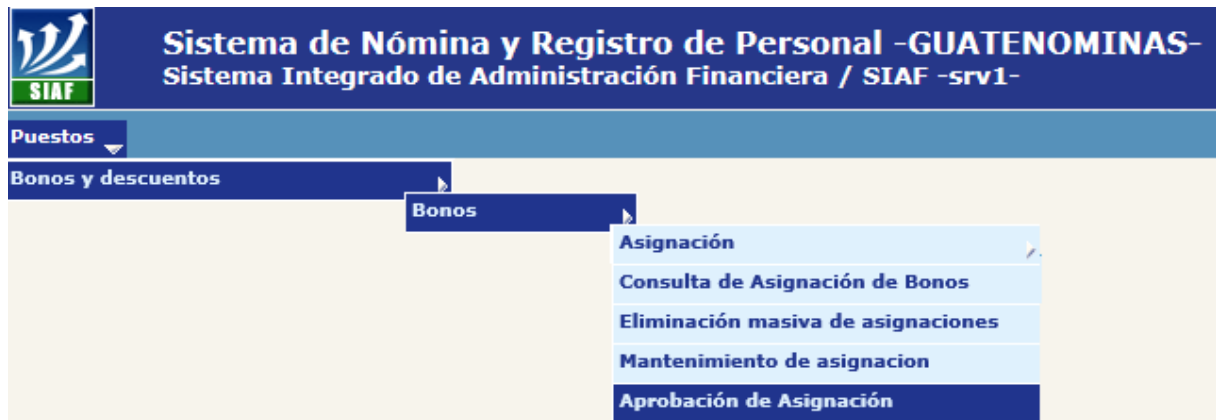 SIAF
Sistema de Nómina y Registro de Personal -GUATENOMINAS-
Sistema Integrado de Administración Financiera / SIAF -srv1-
Puestos
Bonos y descuentos
Bonos
Asignación
Consulta de Asignación de Bonos
Eliminación masiva de asignaciones
Mantenimiento de asignacion
Aprobación de Asignación